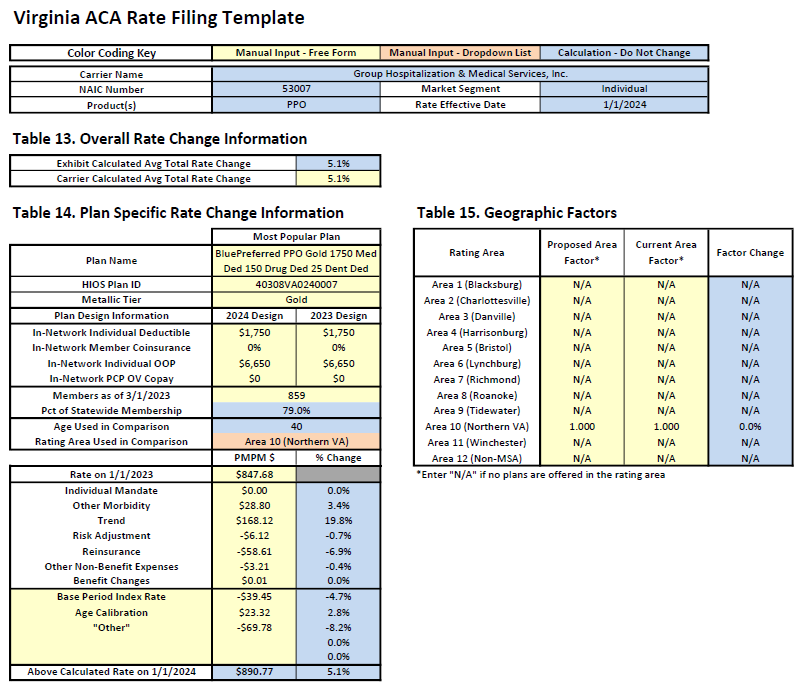 Virginia ACA Rate Filing Template
Color Coding Key Manual Input - Free Form Manual Input - Dropdown List Calculation - Do Not Change
Carrier Name Group Hospitalization & Medical Services, Inc.
NAIC Number 53007 Market Segment Individual
Product(s) PPO Rate Effective Date 1/1/2024
Table 13. Overall Rate Change Information
Exhibit Calculated Avg Total Rate Change 5.1%
Carrier Calculated Avg Total Rate Change 5.1%
Table 14. Plan Specific Rate Change Information
Most Popular Plan
Plan Name BluePreferred PPO Gold 1750 Med
Ded 150 Drug Ded 25 Dent Ded
HIOS Plan ID 40308VA0240007
Metallic Tier Gold
Plan Design Information 2024 Design 2023 Design
In-Network Individual Deductible $1,750 $1,750
In-Network Member Coinsurance 0% 0%
In-Network Individual OOP $6,650 $6,650
In-Network PCP OV Copay $0 $0
Members as of 3/1/2023 859
Pct of Statewide Membership 79.0%
Age Used in Comparison 40
Rating Area Used in Comparison Area 10 (Northern VA)
PMPM $ % Change
Rate on 1/1/2023 $847.68
Individual Mandate $0.00 0.0%
Other Morbidity $28.80 3.4%
Trend $168.12 19.8%
Risk Adjustment -$6.12 -0.7%
Reinsurance -$58.61 -6.9%
Other Non-Benefit Expenses -$3.21 -0.4%
Benefit Changes $0.01 0.0%
Base Period Index Rate -$39.45 -4.7%
Age Calibration $23.32 2.8%
"Other" -$69.78 -8.2%
0.0%
0.0%
Above Calculated Rate on 1/1/2024 $890.77 5.1%
Table 15. Geographic Factors
Rating Area Proposed Area Factor* Current Area Factor* Factor Change
Area 1 (Blacksburg) N/A N/A N/A
Area 2 (Charlottesville) N/A N/A N/A
Area 3 (Danville) N/A N/A N/A
Area 4 (Harrisonburg) N/A N/A N/A
Area 5 (Bristol) N/A N/A N/A
Area 6 (Lynchburg) N/A N/A N/A
Area 7 (Richmond) N/A N/A N/A
Area 8 (Roanoke) N/A N/A N/A
Area 9 (Tidewater) N/A N/A N/A
Area 10 (Northern VA) 1.000 1.000 0.0%
Area 11 (Winchester) N/A N/A N/A
Area 12 (Non-MSA) N/A N/A N/A
*Enter "N/A" if no plans are offered in the rating area